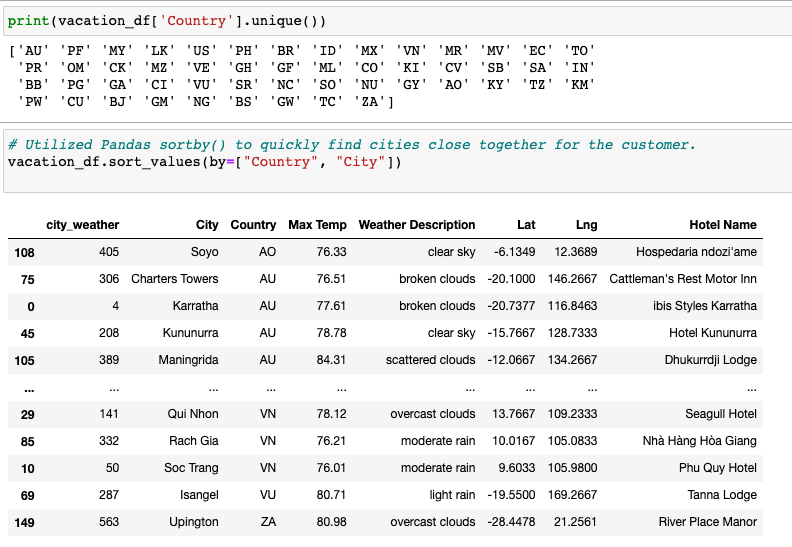 print(vacation_df['Country'].unique())
['AU' 'PF' 'MY' 'LK' 'US' 'PH' 'BR' 'ID' 'MX' 'VN' 'MR' 'MV' 'EC' 'TO'
'PR' 'OM' 'CK' 'MZ' 'VE' 'GH' 'GF' 'ML' 'CO' 'KI' 'CV' 'SB' 'SA' 'IN'
'BB' 'PG' 'GA' 'CI' 'VU' 'SR' 'NC' 'SO' 'NU' 'GY' 'AO' 'KY' 'TZ' 'KM'
'PW' 'CU' 'BJ' 'GM' 'NG' 'BS' 'GW' 'TC' 'ZA']
# Utilized Pandas sortby() to quickly find cities close together for the customer.
vacation_df.sort_values(by=["Country", "City"])
city_weather City Country Max Temp Weather Description Lat Lng Hotel Name
108 405 Soyo AO 76.33 clear sky -6.1349 12.3689 Hospedaria ndozi'ame
75 306 Charters Towers AU 76.51 broken clouds -20.1000 146.2667 Cattleman's Rest Motor Inn
0 4 Karratha AU 77.61 broken clouds -20.7377 116.8463 ibis Styles Karratha
45 208 Kununurra AU 78.78 clear sky -15.7667 128.7333 Hotel Kununurra
105 389 Maningrida AU 84.31 scattered clouds -12.0667 134.2667 Dhukurrdji Lodge
... ... ... ... ... ... ... ... ...
29 141 Qui Nhon VN 78.12 overcast clouds 13.7667 109.2333 Seagull Hotel
85 332 Rach Gia VN 76.21 moderate rain 10.0167 105.0833 Nhà Hàng Hòa Giang
10 50 Soc Trang VN 76.01 moderate rain 9.6033 105.9800 Phu Quy Hotel
69 287 Isangel VU 80.71 light rain -19.5500 169.2667 Tanna Lodge
149 563 Upington ZA 80.98 overcast clouds -28.4478 21.2561 River Place Manor